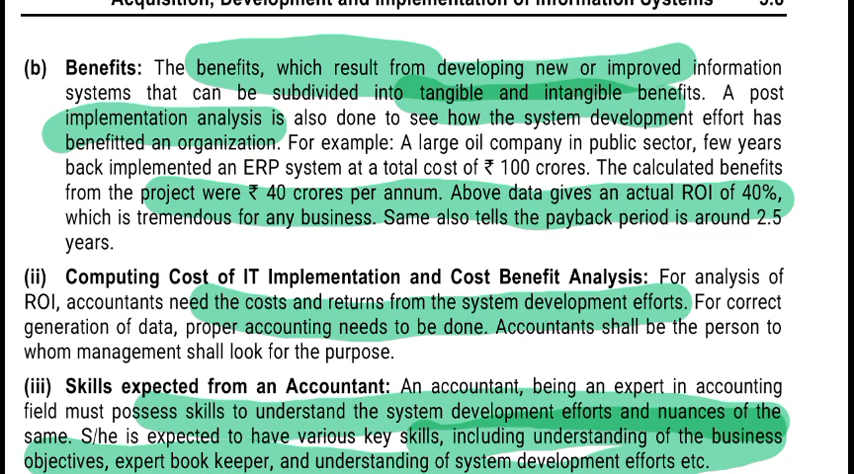 Acquisition, Development and Implementation of Information Systems
(b) Benefits: The benefits, which result from developing new or improved information
systems that can be subdivided into tangible and intangible benefits. A post
implementation analysis is also done to see how the system development effort has
benefitted an organization. For example: A large oil company in public sector, few years
back implemented an ERP system at a total cost of ₹ 100 crores. The calculated benefits
from the project were ₹ 40 crores per annum. Above data gives an actual ROI of 40%,
which is tremendous for any business. Same also tells the payback period is around 2.5
years.
(ii) Computing Cost of IT Implementation and Cost Benefit Analysis: For analysis of
ROI, accountants need the costs and returns from the system development efforts. For correct
generation of data, proper accounting needs to be done. Accountants shall be the person to
whom management shall look for the purpose.
(iii) Skills expected from an Accountant: An accountant, being an expert in accounting
field must possess skills to understand the system development efforts and nuances of the
same. S/he is expected to have various key skills, including understanding of the business
objectives, expert book keeper, and understanding of system development efforts etc.